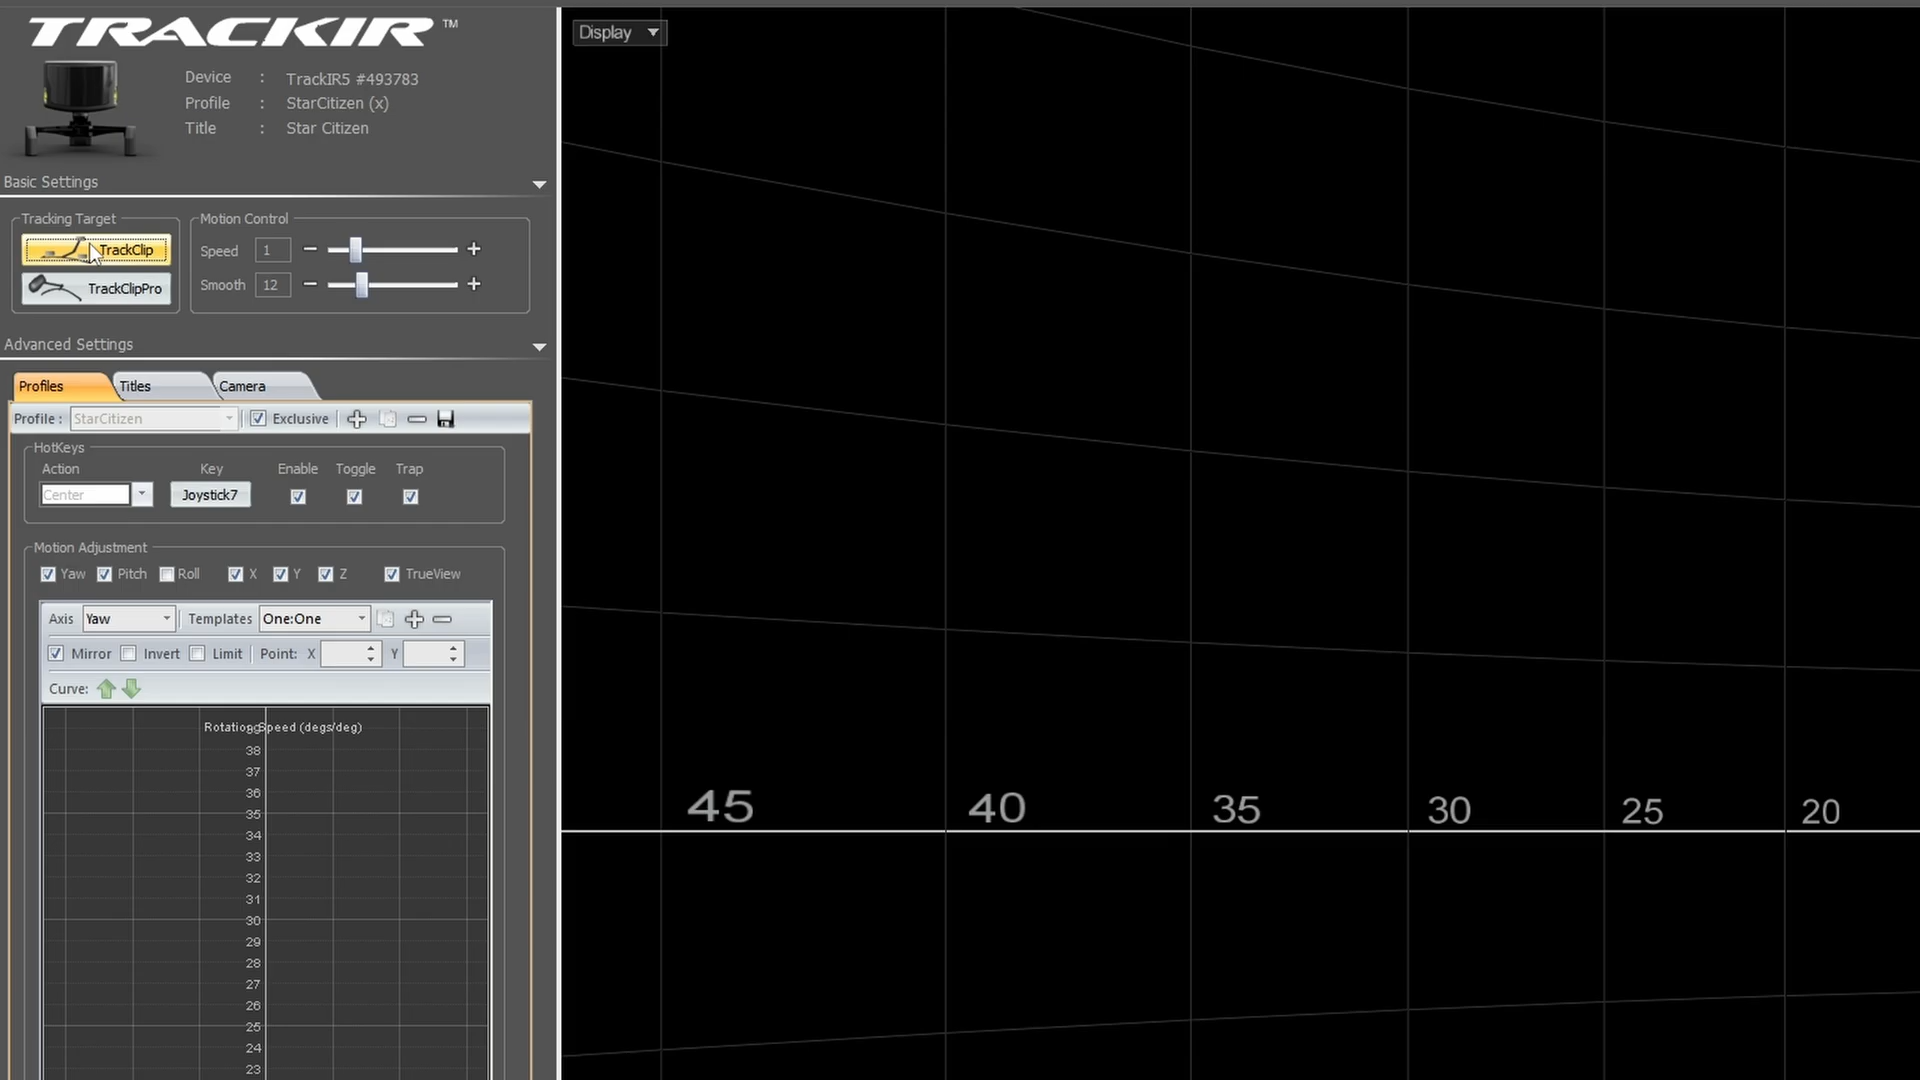 TRACKIR™
Device : TrackIR5 #493783
Profile : StarCitizen (x)
Title : Star Citizen
Basic Settings
Tracking Target
TrackClip
TrackClipPro
Motion Control
Speed 1 − +
Smooth 12 − +
Advanced Settings
Profiles Titles Camera
Profile : StarCitizen Exclusive
HotKeys
Action Key Enable Toggle Trap
Center Joystick7
Motion Adjustment
Yaw Pitch Roll X Y Z TrueView
Axis Yaw Templates One:One
Mirror Invert Limit Point: X Y
Curve:
Rotation Speed (degs/deg)
38
37
36
35
34
33
32
31
30
29
28
27
26
25
24
23
Display
45 40 35 30 25 20